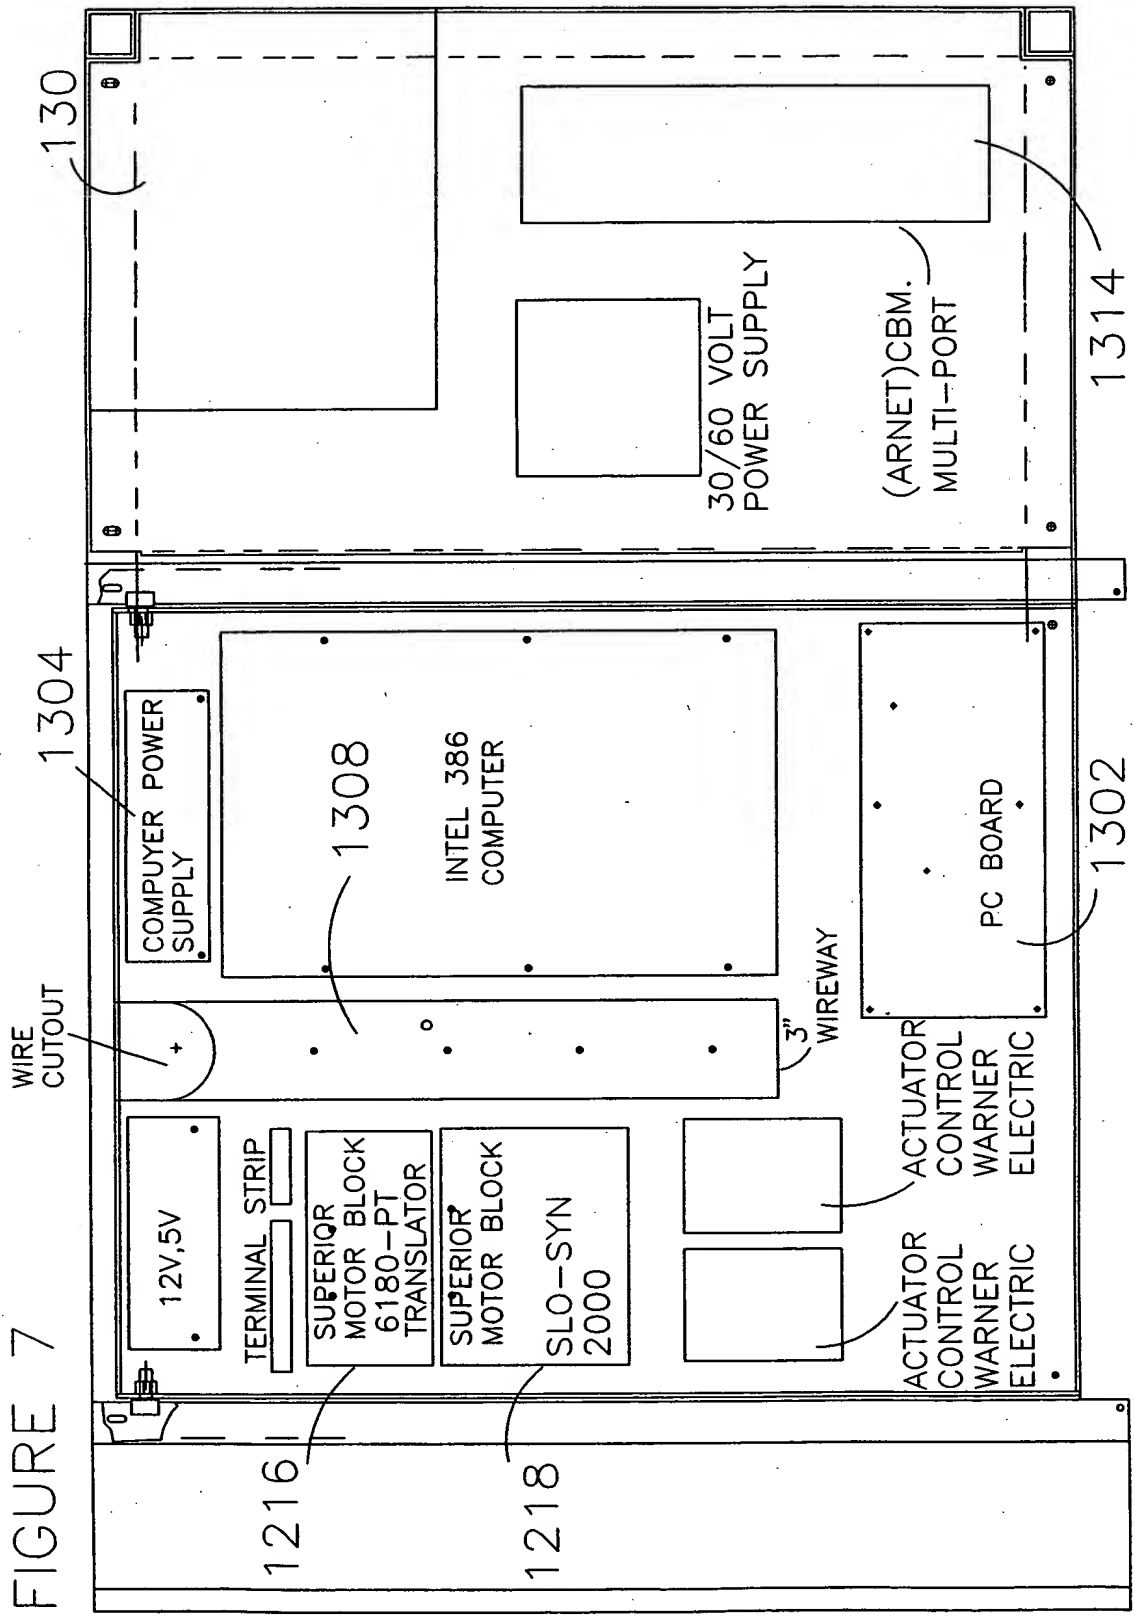 FIGURE 7
WIRE
CUTOUT
1304
130
COMPUYER POWER
SUPPLY
12V,5V
TERMINAL STRIP
SUPERIOR
MOTOR BLOCK
6180-PT
TRANSLATOR
SUPERIOR
MOTOR BLOCK
SLO-SYN
2000
1216
1218
1308
INTEL 386
COMPUTER
3"
WIREWAY
ACTUATOR
CONTROL
WARNER
ELECTRIC
ACTUATOR
CONTROL
WARNER
ELECTRIC
PC BOARD
1302
30/60 VOLT
POWER SUPPLY
(ARNET)CBM.
MULTI-PORT
1314